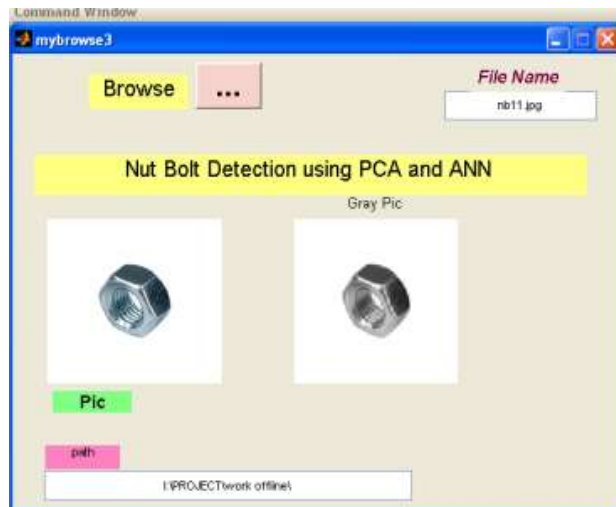 Command Window
mybrowse3
Browse ...
File Name
nb11.jpg
Nut Bolt Detection using PCA and ANN
Gray Pic
Pic
path
I:\PROJECT\work offline\